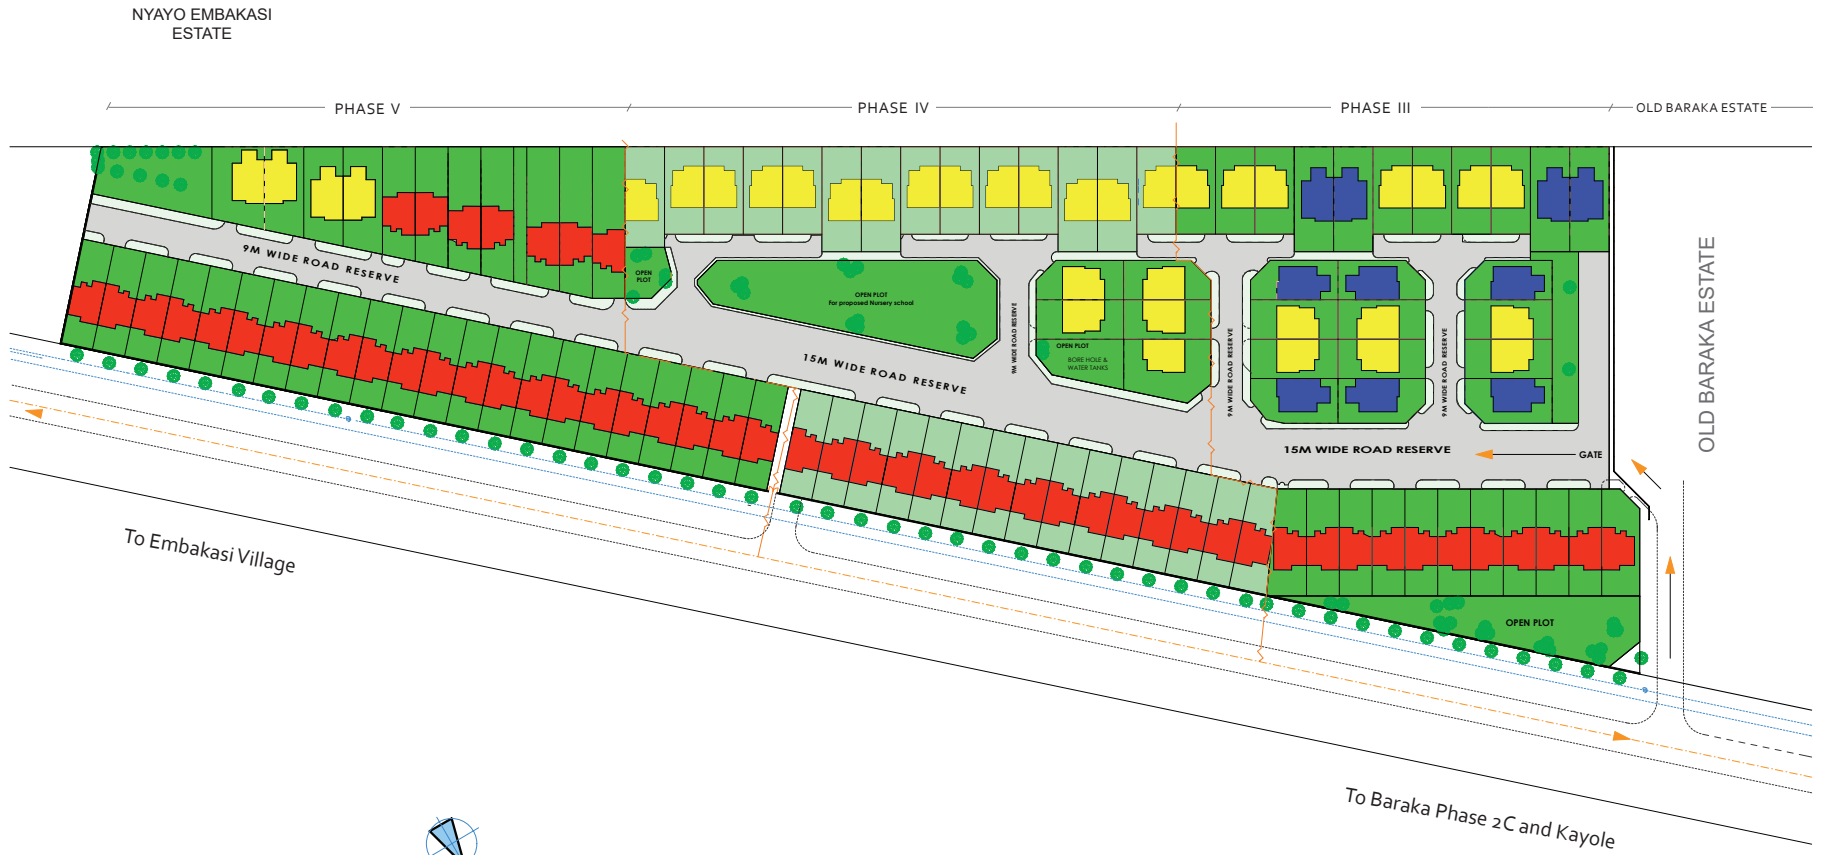 NYAYO EMBAKASI
ESTATE
PHASE V
PHASE IV
PHASE III
OLD BARAKA ESTATE
9M WIDE ROAD RESERVE
OPEN
PLOT
OPEN PLOT
For proposed Nursery school
15M WIDE ROAD RESERVE
9M WIDE ROAD RESERVE
OPEN PLOT
BORE HOLE &
WATER TANKS
9M WIDE ROAD RESERVE
9M WIDE ROAD RESERVE
15M WIDE ROAD RESERVE
GATE
OLD BARAKA ESTATE
OPEN PLOT
To Embakasi Village
To Baraka Phase 2C and Kayole